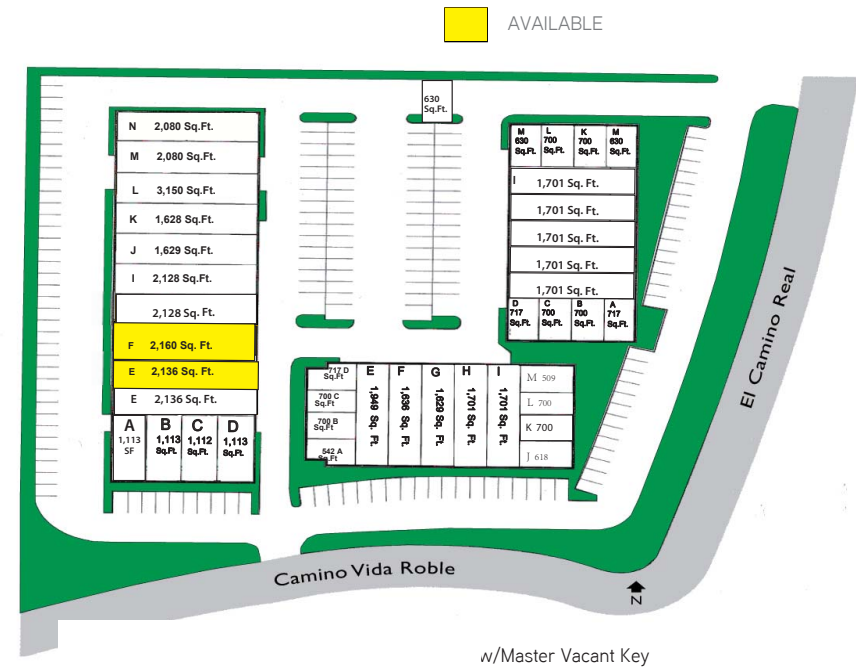 AVAILABLE
630
Sq.Ft.
N 2,080 Sq.Ft.
M 2,080 Sq.Ft.
L 3,150 Sq.Ft.
K 1,628 Sq.Ft.
J 1,629 Sq.Ft.
I 2,128 Sq.Ft.
2,128 Sq. Ft.
F 2,160 Sq. Ft.
E 2,136 Sq. Ft.
E 2,136 Sq. Ft.
A B C D
1,113 1,113 1,112 1,113
SF Sq.Ft. Sq.Ft. Sq.Ft.
M L K M
630 700 700 630
Sq.Ft. Sq.Ft. Sq.Ft. Sq.Ft.
I 1,701 Sq. Ft.
1,701 Sq. Ft.
1,701 Sq. Ft.
1,701 Sq. Ft.
1,701 Sq. Ft.
D C B A
717 700 700 717
Sq.Ft. Sq.Ft. Sq.Ft. Sq.Ft.
717 D
Sq.Ft
700 C
Sq.Ft
700 B
Sq.Ft
542 A
Sq.Ft
E 1,949 Sq. Ft.
F 1,636 Sq. Ft.
G 1,629 Sq. Ft.
H 1,701 Sq. Ft.
I 1,701 Sq. Ft.
M 509
L 700
K 700
J 618
El Camino Real
Camino Vida Roble
N
w/Master Vacant Key